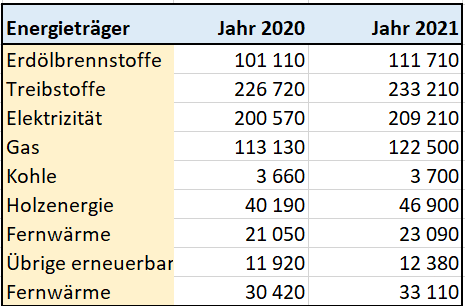 Energieträger Jahr 2020 Jahr 2021
Erdölbrennstoffe 101 110 111 710
Treibstoffe 226 720 233 210
Elektrizität 200 570 209 210
Gas 113 130 122 500
Kohle 3 660 3 700
Holzenergie 40 190 46 900
Fernwärme 21 050 23 090
Übrige erneuerbar 11 920 12 380
Fernwärme 30 420 33 110